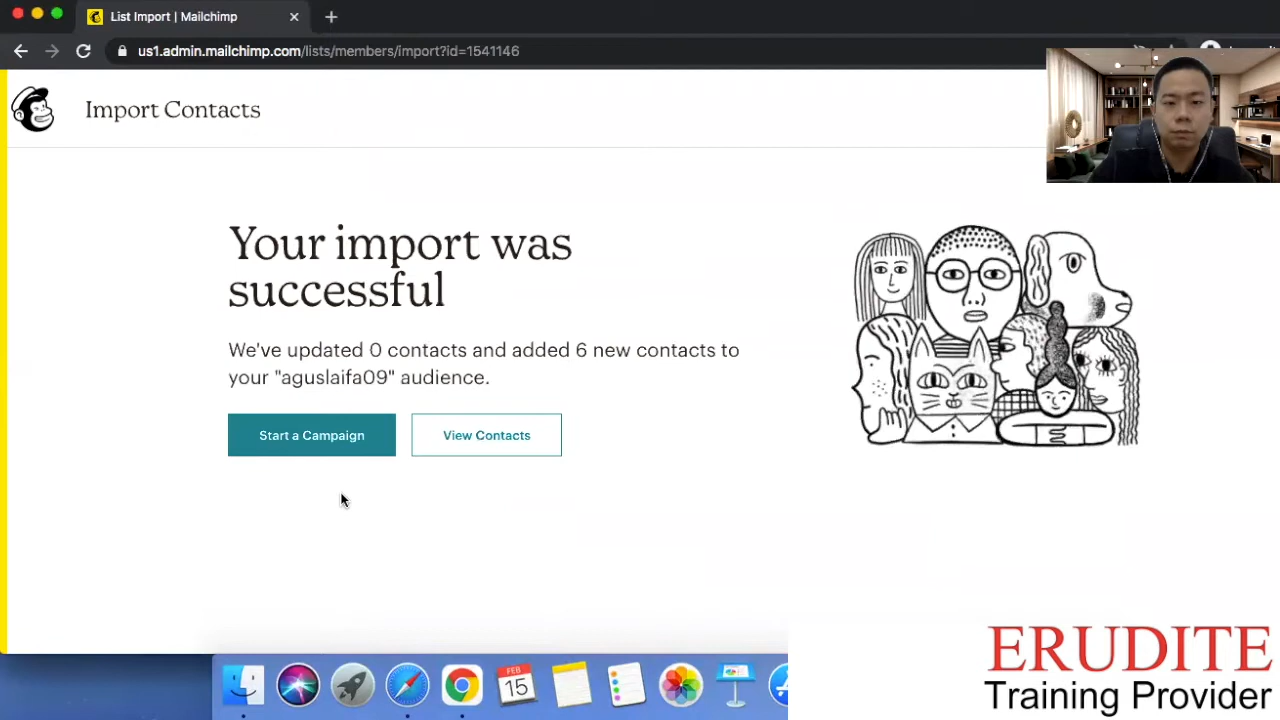 List Import | Mailchimp
us1.admin.mailchimp.com/lists/members/import?id=1541146
Import Contacts
Your import was
successful
We've updated 0 contacts and added 6 new contacts to
your "aguslaifa09" audience.
Start a Campaign
View Contacts
FEB
15
ERUDITE
Training Provider